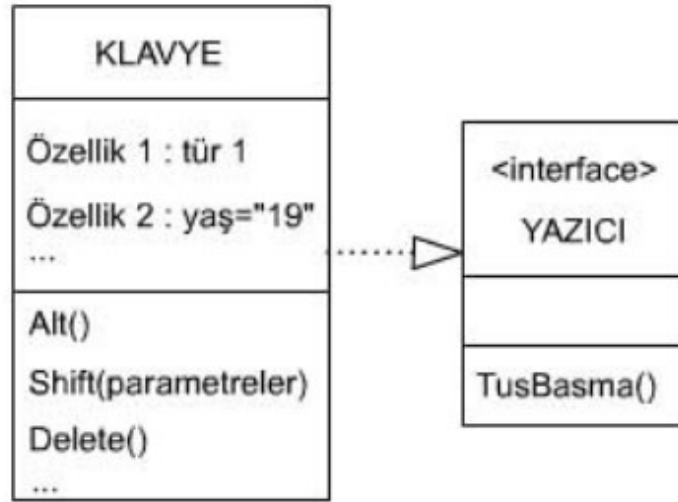 KLAVYE
Özellik 1 : tür 1
Özellik 2 : yaş="19"
...
Alt()
Shift(parametreler)
Delete()
...
<interface>
YAZICI
TusBasma()